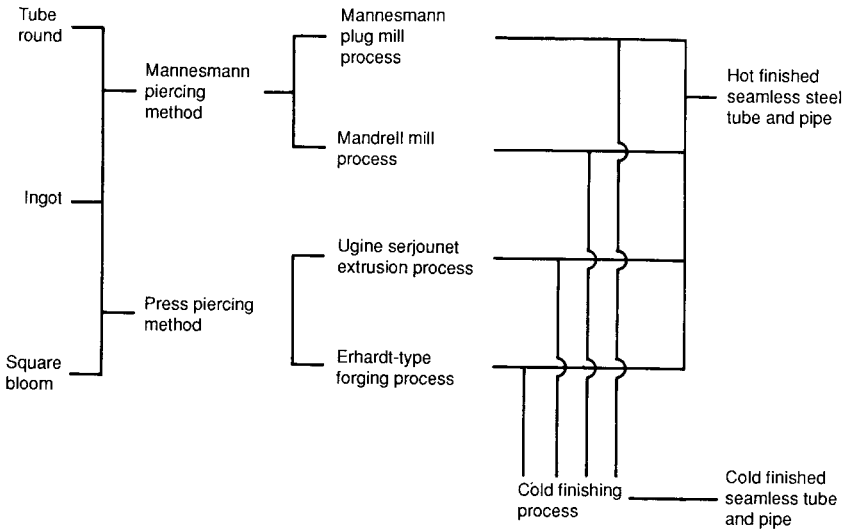 Tube
round
Ingot
Square
bloom
Mannesmann
piercing
method
Press piercing
method
Mannesmann
plug mill
process
Mandrell mill
process
Ugine serjounet
extrusion process
Erhardt-type
forging process
Cold finishing
process
Hot finished
seamless steel
tube and pipe
Cold finished
seamless tube
and pipe